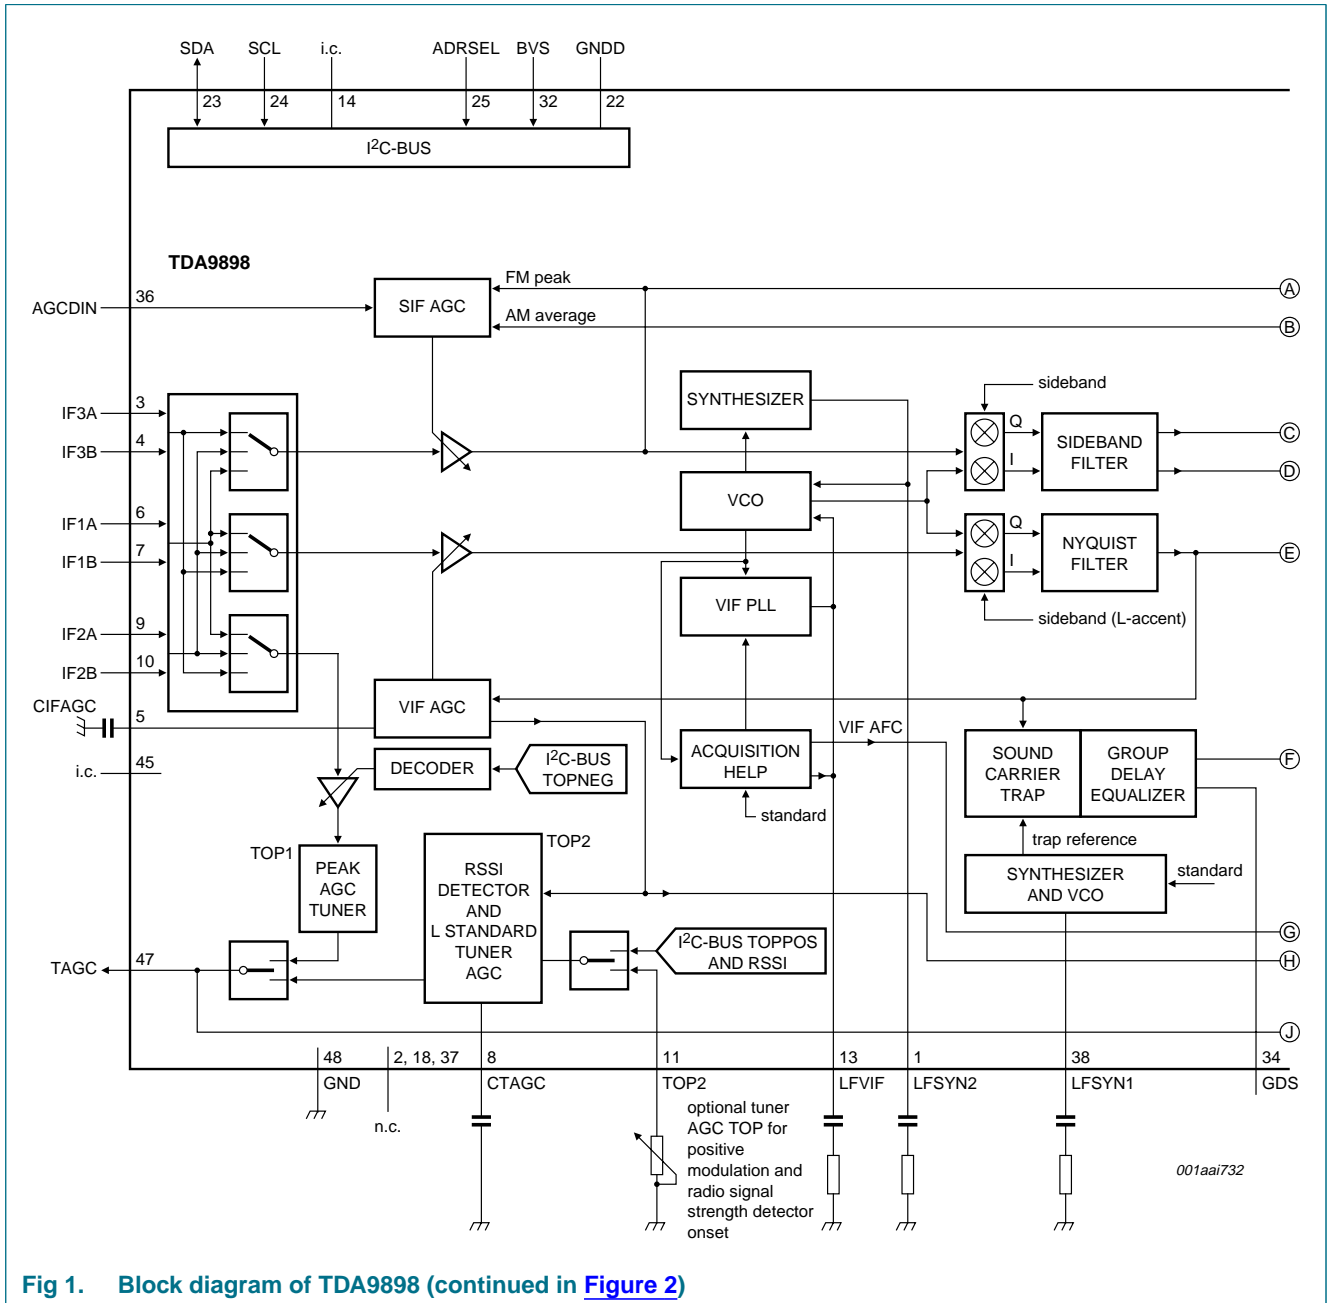 SDA SCL i.c. ADRSEL BVS GNDD
23 24 14 25 32 22
I2C-BUS
TDA9898
AGCDIN 36
SIF AGC
FM peak
A
AM average
B
IF3A 3
IF3B 4
IF1A 6
IF1B 7
IF2A 9
IF2B 10
CIFAGC
5
i.c. 45
SYNTHESIZER
VCO
VIF PLL
sideband
Q
I
SIDEBAND
FILTER
C
D
Q
I
NYQUIST
FILTER
E
sideband (L-accent)
VIF AGC
DECODER
I2C-BUS
TOPNEG
ACQUISITION
HELP
VIF AFC
standard
SOUND
CARRIER
TRAP
GROUP
DELAY
EQUALIZER
F
trap reference
SYNTHESIZER
AND VCO
standard
TOP1
PEAK
AGC
TUNER
TOP2
RSSI
DETECTOR
AND
L STANDARD
TUNER
AGC
I2C-BUS TOPPOS
AND RSSI
G
H
TAGC 47
J
48 2, 18, 37 8 11 13 1 38 34
GND CTAGC TOP2 LFVIF LFSYN2 LFSYN1 GDS
n.c.
optional tuner
AGC TOP for
positive
modulation and
radio signal
strength detector
onset
001aai732
Fig 1. Block diagram of TDA9898 (continued in Figure 2)